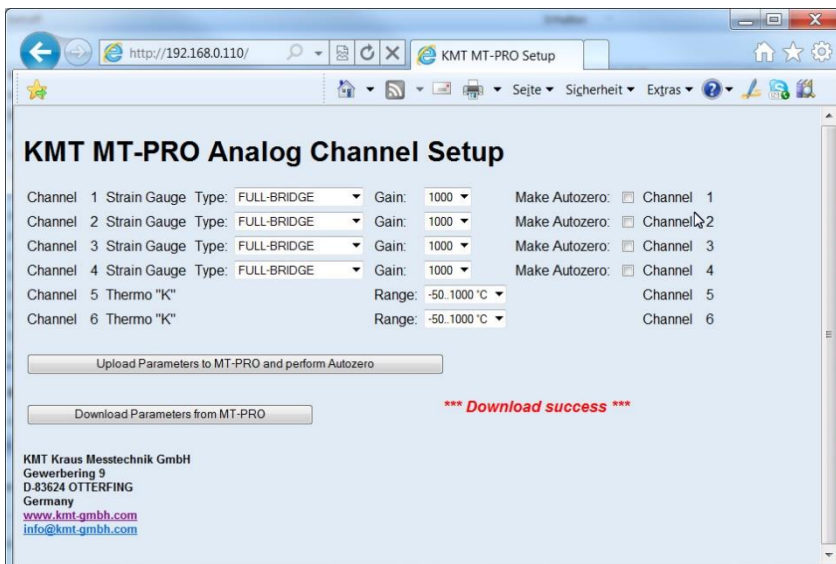 http://192.168.0.110/
KMT MT-PRO Setup
Seite Sicherheit Extras
KMT MT-PRO Analog Channel Setup
Channel 1 Strain Gauge Type: FULL-BRIDGE Gain: 1000 Make Autozero: Channel 1
Channel 2 Strain Gauge Type: FULL-BRIDGE Gain: 1000 Make Autozero: Channel 2
Channel 3 Strain Gauge Type: FULL-BRIDGE Gain: 1000 Make Autozero: Channel 3
Channel 4 Strain Gauge Type: FULL-BRIDGE Gain: 1000 Make Autozero: Channel 4
Channel 5 Thermo "K" Range: -50..1000 °C Channel 5
Channel 6 Thermo "K" Range: -50..1000 °C Channel 6
Upload Parameters to MT-PRO and perform Autozero
Download Parameters from MT-PRO
*** Download success ***
KMT Kraus Messtechnik GmbH
Gewerbering 9
D-83624 OTTERFING
Germany
www.kmt-gmbh.com
info@kmt-gmbh.com